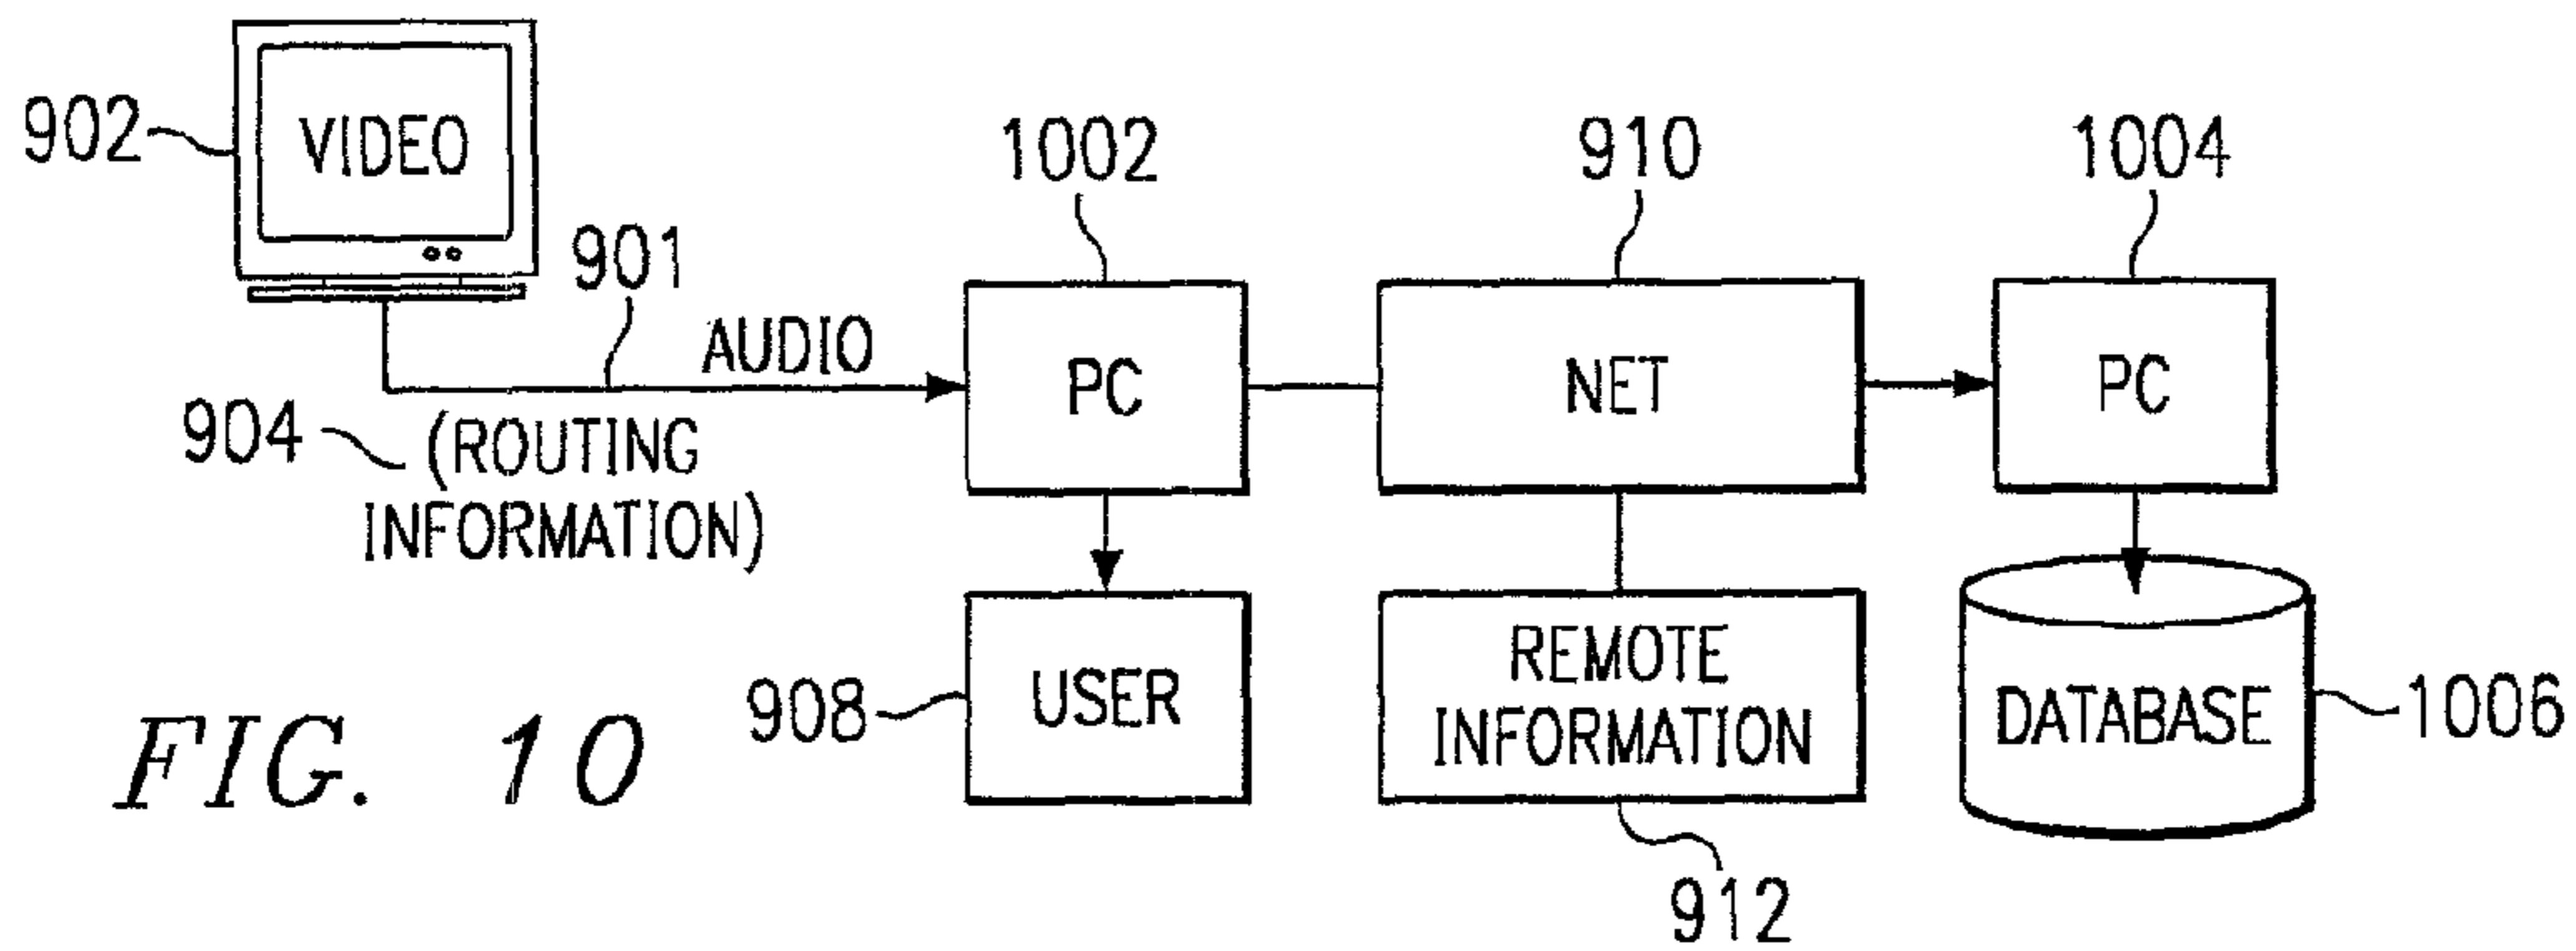 902
VIDEO
901
AUDIO
904
(ROUTING
INFORMATION)
1002
PC
910
NET
1004
PC
908
USER
REMOTE
INFORMATION
912
DATABASE
1006
FIG. 10